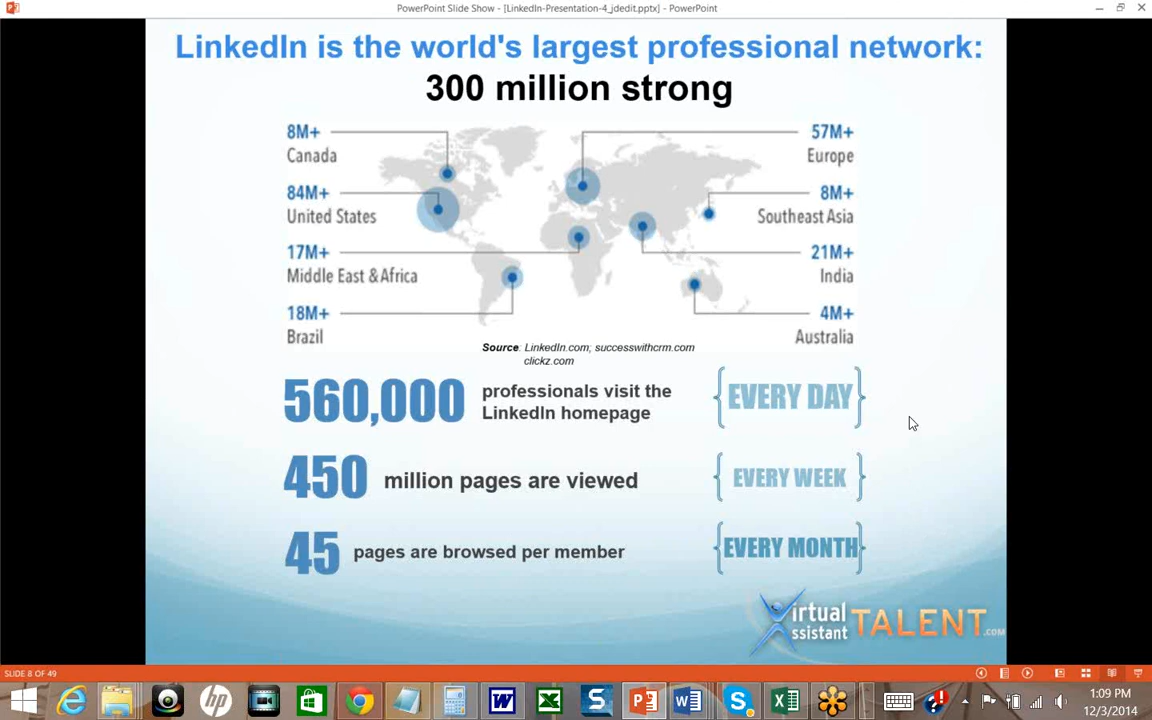 PowerPoint Slide Show - [LinkedIn-Presentation-4_jdedit.pptx] - PowerPoint
LinkedIn is the world's largest professional network:
300 million strong
8M+
Canada
84M+
United States
17M+
Middle East & Africa
18M+
Brazil
57M+
Europe
8M+
Southeast Asia
21M+
India
4M+
Australia
Source: LinkedIn.com; successwithcrm.com
clickz.com
560,000
professionals visit the
LinkedIn homepage
EVERY DAY
450
million pages are viewed
EVERY WEEK
45
pages are browsed per member
EVERY MONTH
Virtual
Assistant
TALENT.COM
SLIDE 8 OF 49
1:09 PM
12/3/2014